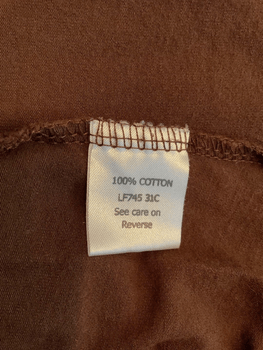 100% COTTON
LF745 31C
See care on
Reverse